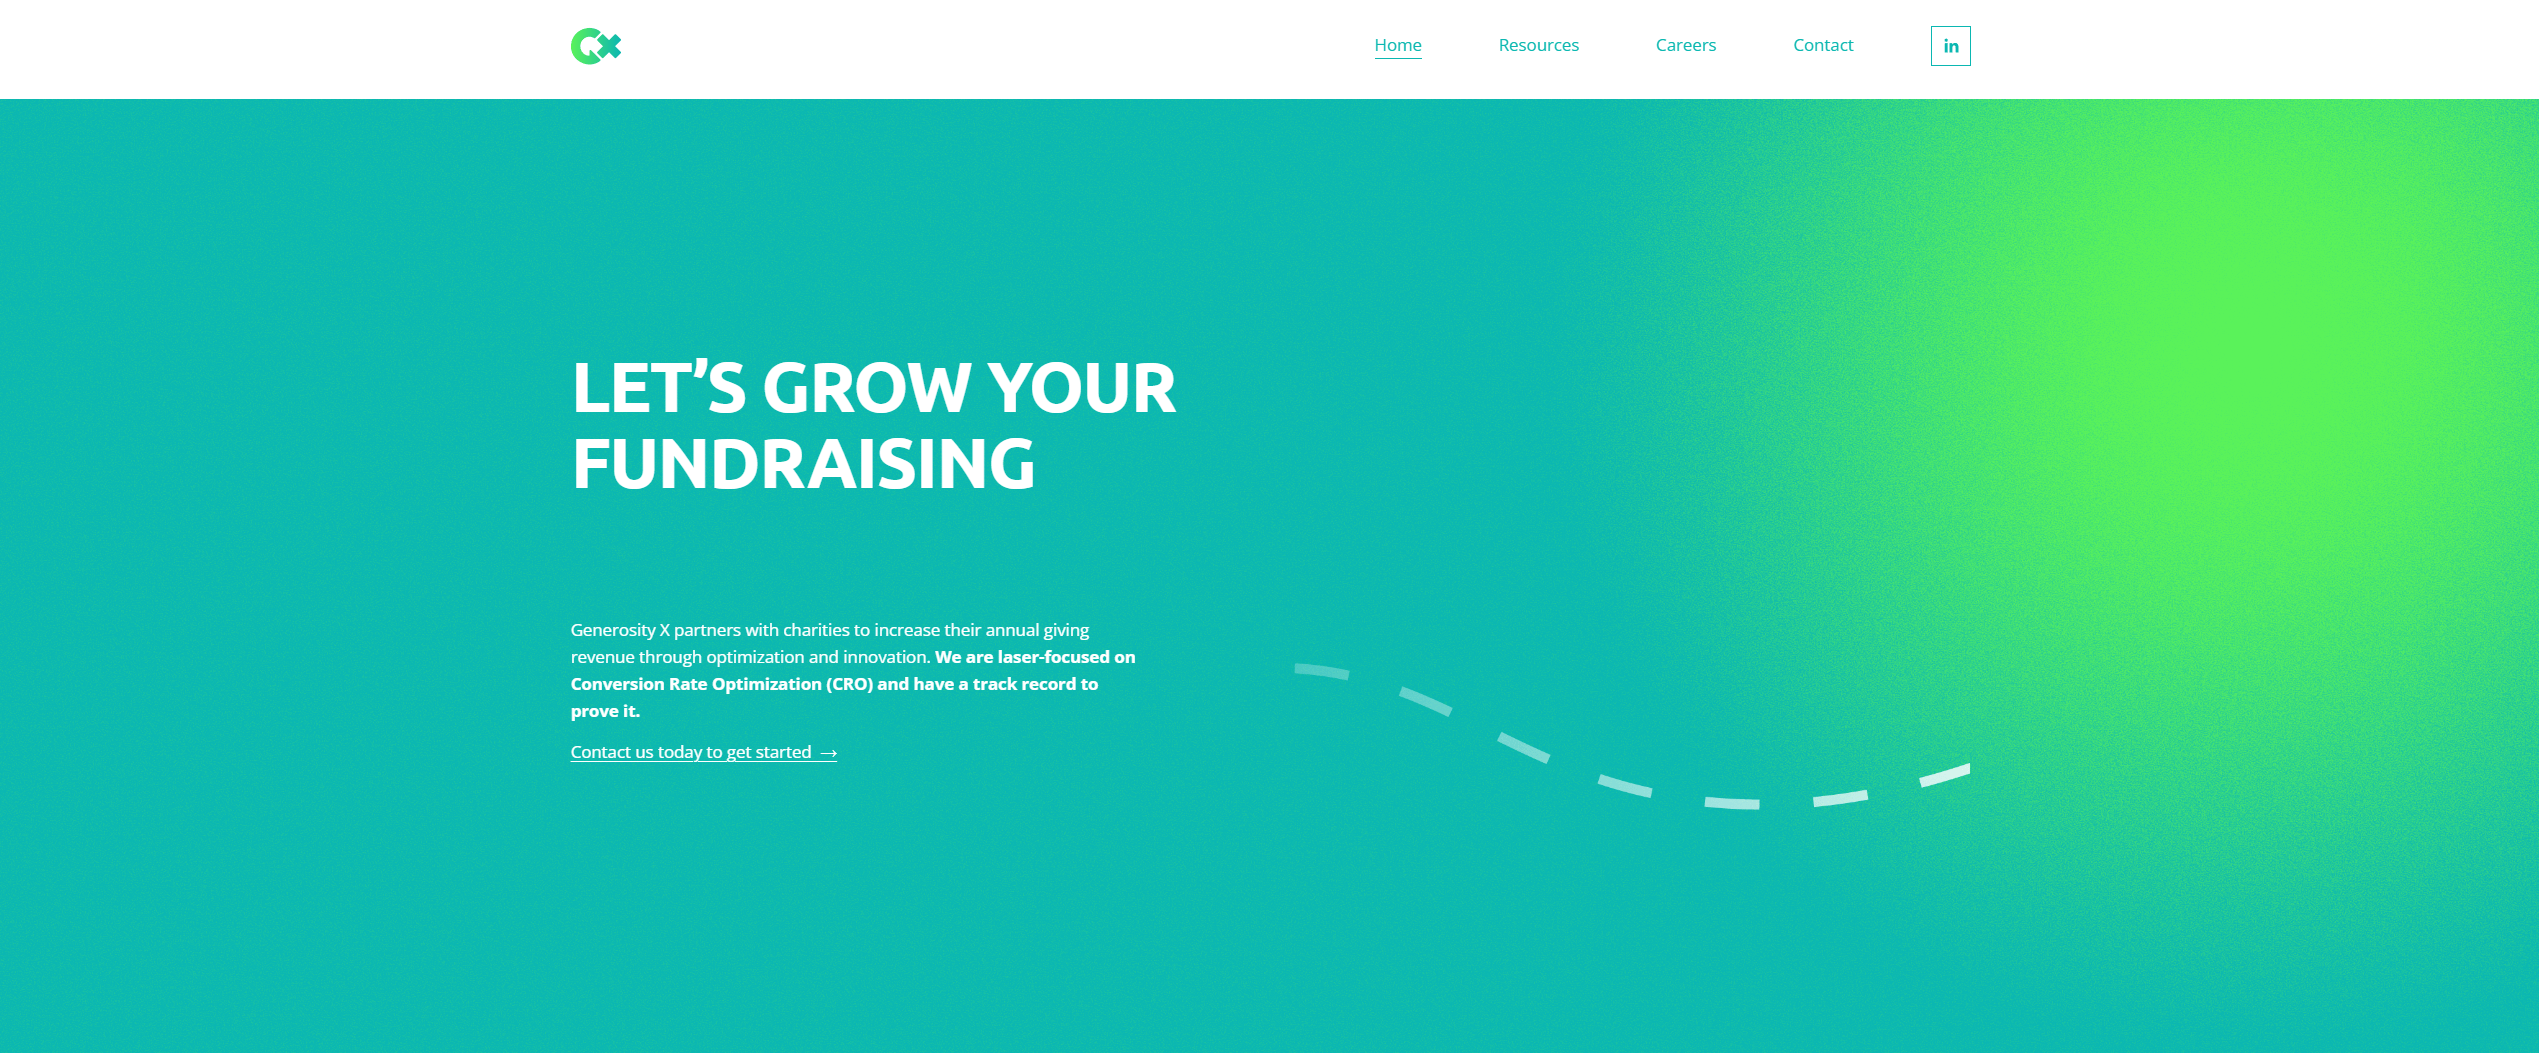 GX
Home
Resources
Careers
Contact
in
LET'S GROW YOUR
FUNDRAISING
Generosity X partners with charities to increase their annual giving
revenue through optimization and innovation. We are laser-focused on
Conversion Rate Optimization (CRO) and have a track record to
prove it.
Contact us today to get started →